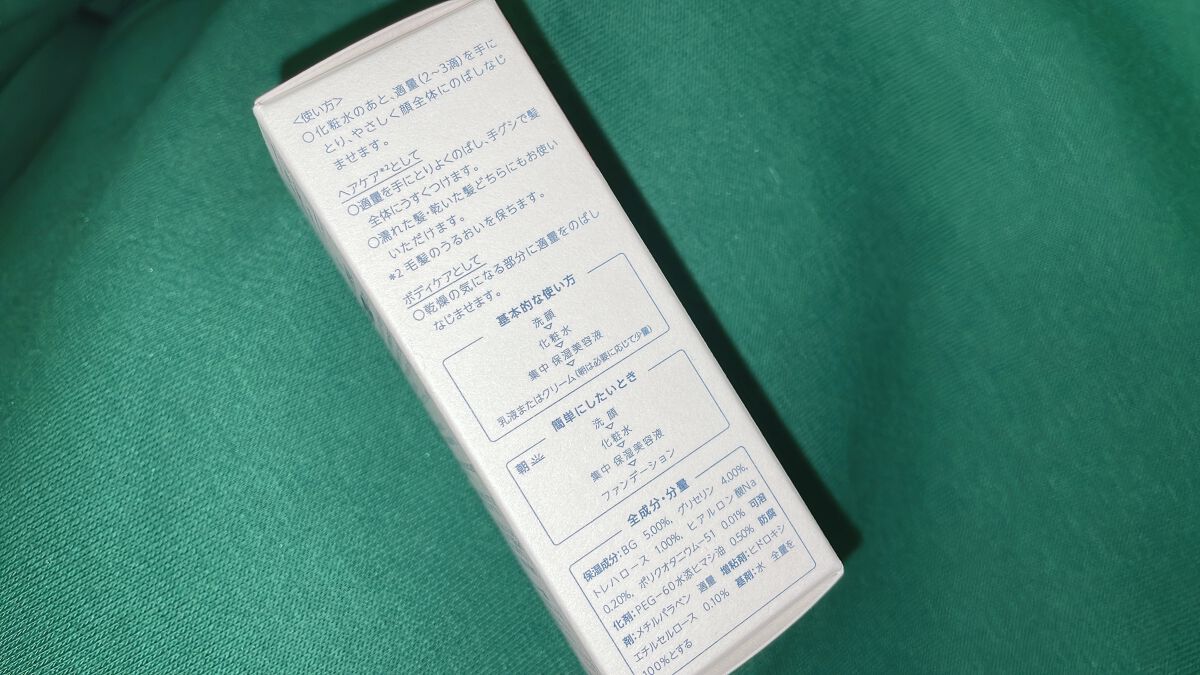 <使い方>
○化粧水のあと、適量(2〜3滴)を手に
とり、やさしく顔全体にのばしなじ
ませます。
ヘアケア*2として
○適量を手にとりよくのばし、手グシで髪
全体にうすくつけます。
○濡れた髪・乾いた髪どちらにもお使い
いただけます。
*2 毛髪のうるおいを保ちます。
ボディケアとして
○乾燥の気になる部分に適量をのばし
なじませます。
基本的な使い方
洗顔
▽
化粧水
▽
集中 保湿美容液
▽
乳液またはクリーム(朝は必要に応じて少量)
簡単にしたいとき
朝
洗顔
▽
化粧水
▽
集中 保湿美容液
▽
ファンデーション
全成分・分量
保湿成分:BG 5.00%, グリセリン 4.00%,
トレハロース 1.00%, ヒアルロン酸Na
0.20%, ポリクオタニウム-51 0.01% 可溶
化剤:PEG-60水添ヒマシ油 0.50% 防腐
剤:メチルパラベン 適量 増粘剤:ヒドロキシ
エチルセルロース 0.10% 基剤:水 全量を
100%とする